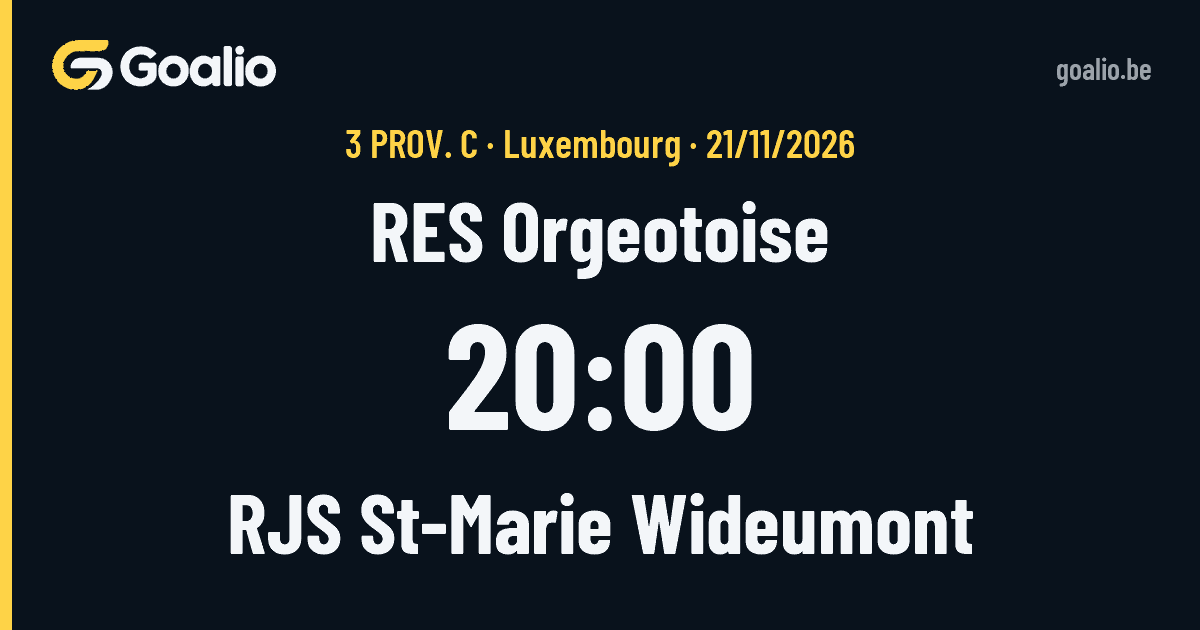 Goalio
goalio.be
3 PROV. C · Luxembourg · 21/11/2026
RES Orgeotoise
20:00
RJS St-Marie Wideumont